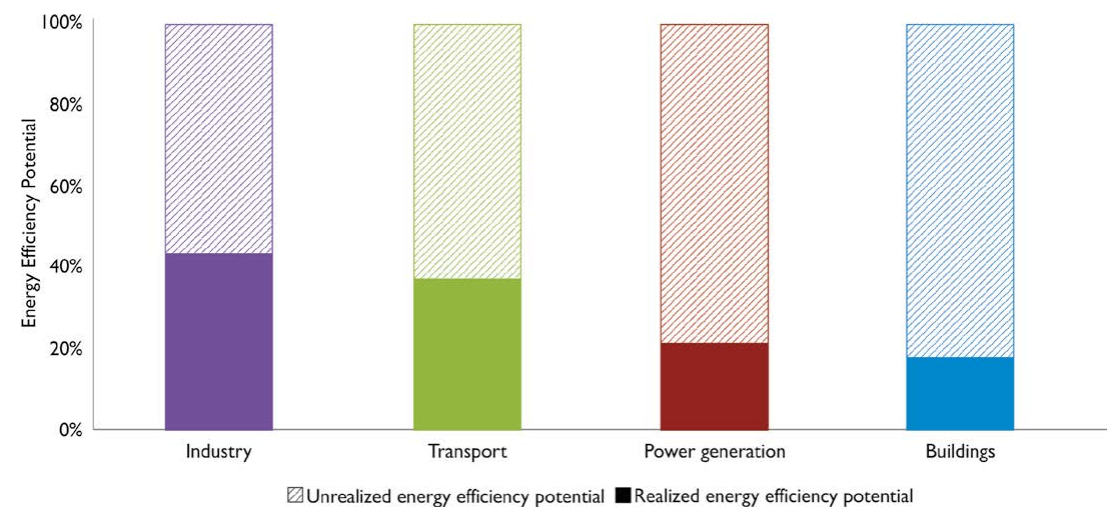 100%
80%
60%
40%
20%
0%
Energy Efficiency Potential
Industry
Transport
Power generation
Buildings
Unrealized energy efficiency potential
Realized energy efficiency potential